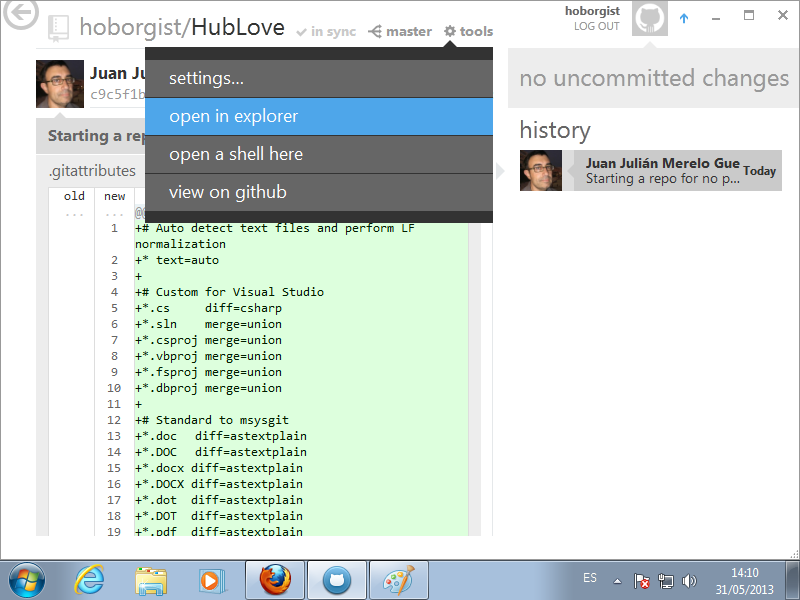 hoborgist/HubLove
in sync
master
tools
hoborgist
LOG OUT
Juan Ju
c9c5f1b
Starting a rep
.gitattributes
settings...
open in explorer
open a shell here
view on github
no uncommitted changes
history
Juan Julián Merelo Gue
Starting a repo for no p...
Today
old new
... ... @@
1 +# Auto detect text files and perform LF
normalization
2 +* text=auto
3 +
4 +# Custom for Visual Studio
5 +*.cs diff=csharp
6 +*.sln merge=union
7 +*.csproj merge=union
8 +*.vbproj merge=union
9 +*.fsproj merge=union
10 +*.dbproj merge=union
11 +
12 +# Standard to msysgit
13 +*.doc diff=astextplain
14 +*.DOC diff=astextplain
15 +*.docx diff=astextplain
16 +*.DOCX diff=astextplain
17 +*.dot diff=astextplain
18 +*.DOT diff=astextplain
19 +*.pdf diff=astextplain
ES
14:10
31/05/2013